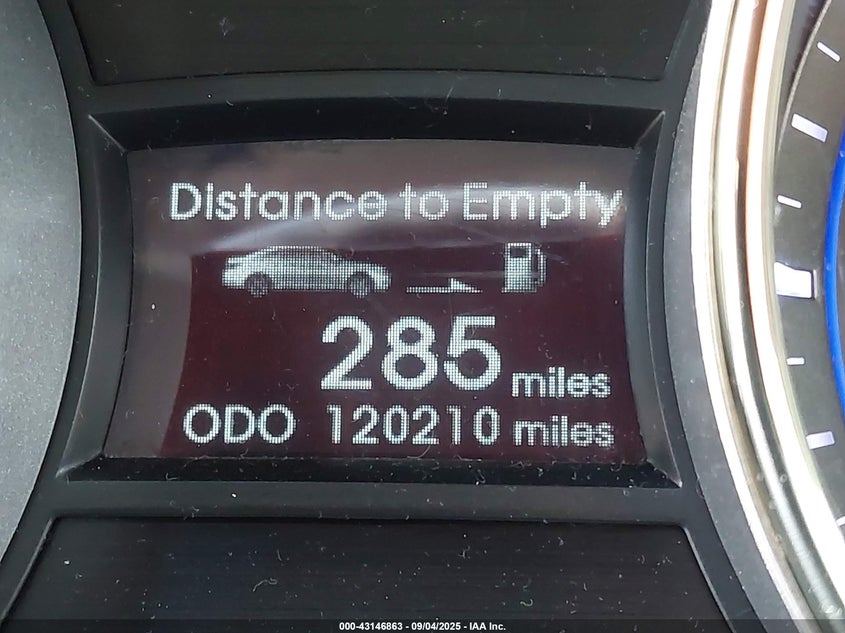 Distance to Empty
285 miles
ODO 120210 miles
000-43146863 - 09/04/2025 - IAA Inc.